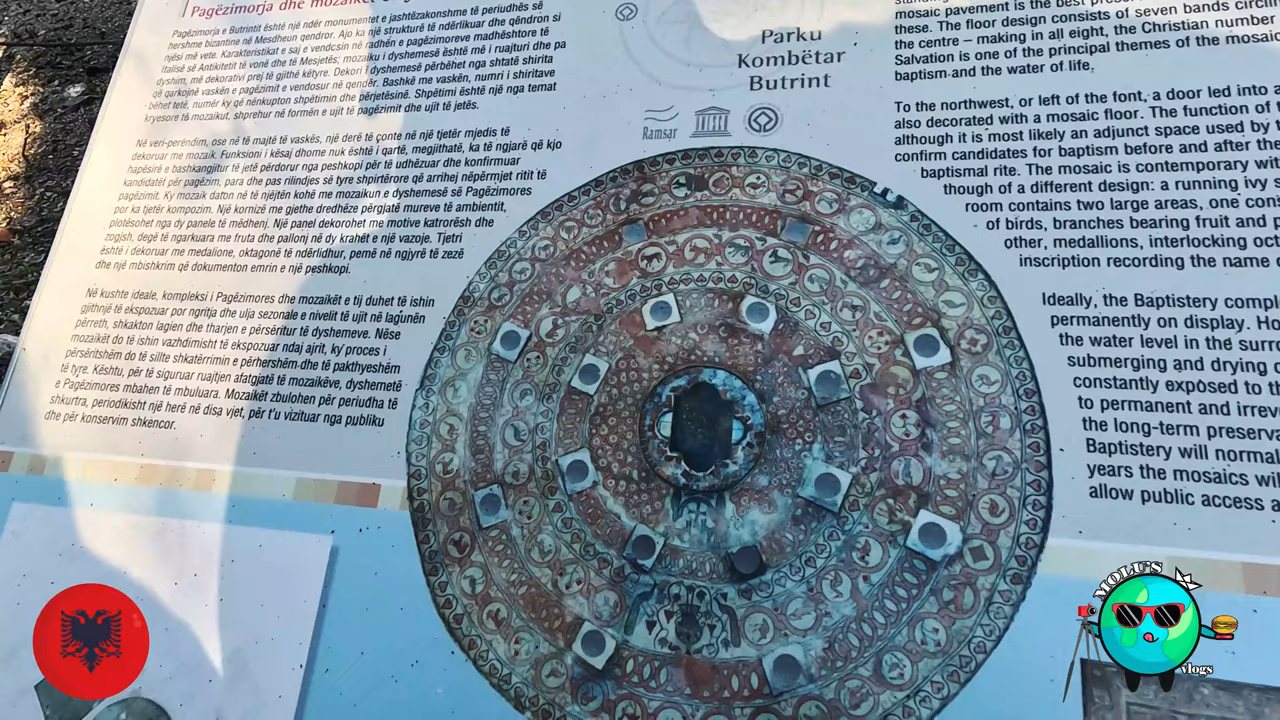 Pagëzimorja dhe mozaikët
Pagëzimorja e Butrintit është një ndër monumentet e jashtëzakonshme të periudhës së
hershme bizantine në Mesdheun qendror. Ajo ka një strukturë të ndërlikuar dhe qëndron si
njësi më vete. Karakteristikat e saj e vendosin në radhën e pagëzimoreve madhështore të
Italisë së Antikitetit të vonë dhe të Mesjetës; mozaiku i dyshemesë është më i ruajturi dhe pa
dyshim, më dekorativi prej të gjithë këtyre. Dekori i dyshemesë përbëhet nga shtatë shirita
që qarkojnë vaskën e pagëzimit e vendosur në qendër. Bashkë me vaskën, numri i shiritave
bëhet tetë, numër ky që nënkupton shpëtimin dhe përjetësinë. Shpëtimi është një nga temat
kryesore të mozaikut, shprehur në formën e ujit të pagëzimit dhe ujit të jetës.
Në veri-perëndim, ose në të majtë të vaskës, një derë të çonte në një tjetër mjedis të
dekoruar me mozaik. Funksioni i kësaj dhome nuk është i qartë, megjithatë, ka të ngjarë që kjo
hapësirë e bashkangjitur të jetë përdorur nga peshkopi për të udhëzuar dhe konfirmuar
kandidatët për pagëzim, para dhe pas rilindjes së tyre shpirtërore që arrihej nëpërmjet ritit të
pagëzimit. Ky mozaik daton në të njëjtën kohë me mozaikun e dyshemesë së Pagëzimores
por ka tjetër kompozim. Një kornizë me gjethe dredhëze përgjatë mureve të ambientit,
plotësohet nga dy panele të mëdhenj. Një panel dekorohet me motive katrorësh dhe
zogjsh, degë të ngarkuara me fruta dhe pallonj në dy krahët e një vazoje. Tjetri
është i dekoruar me medalione, oktagonë të ndërlidhur, pemë në ngjyrë të zezë
dhe një mbishkrim që dokumenton emrin e një peshkopi.
Në kushte ideale, kompleksi i Pagëzimores dhe mozaikët e tij duhet të ishin
gjithnjë të ekspozuar por ngritja dhe ulja sezonale e nivelit të ujit në lagunën
përreth, shkakton lagien dhe tharjen e përsëritur të dyshemeve. Nëse
mozaikët do të ishin vazhdimisht të ekspozuar ndaj ajrit, ky proces i
përsëritshëm do të sillte shkatërrimin e përhershëm dhe të pakthyeshëm
të tyre. Kështu, për të siguruar ruajtjen afatgjatë të mozaikëve, dyshemetë
e Pagëzimores mbahen të mbuluara. Mozaikët zbulohen për periudha të
shkurtra, periodikisht një herë në disa vjet, për t'u vizituar nga publiku
dhe për konservim shkencor.
Parku
Kombëtar
Butrint
Ramsar
mosaic pavement is the best
these. The floor design consists of seven bands
the centre – making in all eight, the Christian number
Salvation is one of the principal themes of the mosaic
baptism and the water of life.
To the northwest, or left of the font, a door led into a
also decorated with a mosaic floor. The function of
although it is most likely an adjunct space used by
confirm candidates for baptism before and after the
baptismal rite. The mosaic is contemporary
though of a different design: a running ivy
room contains two large areas, one
of birds, branches bearing fruit and
other, medallions, interlocking
inscription recording the name
Ideally, the Baptistery
permanently on display.
the water level in the
submerging and drying
constantly exposed to
to permanent and
the long-term
Baptistery will
years the mosaics
allow public access
MOLU'S
vlogs